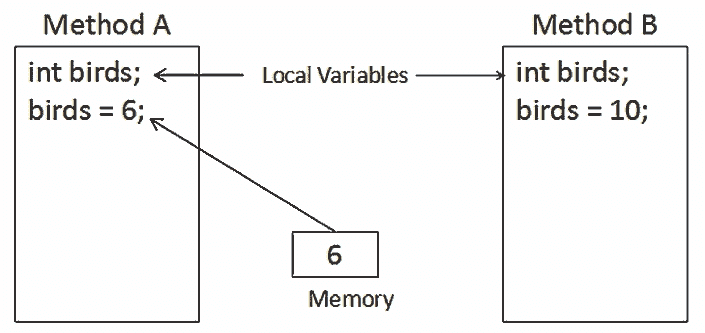 Method A
int birds;
birds = 6;
Local Variables
Method B
int birds;
birds = 10;
6
Memory